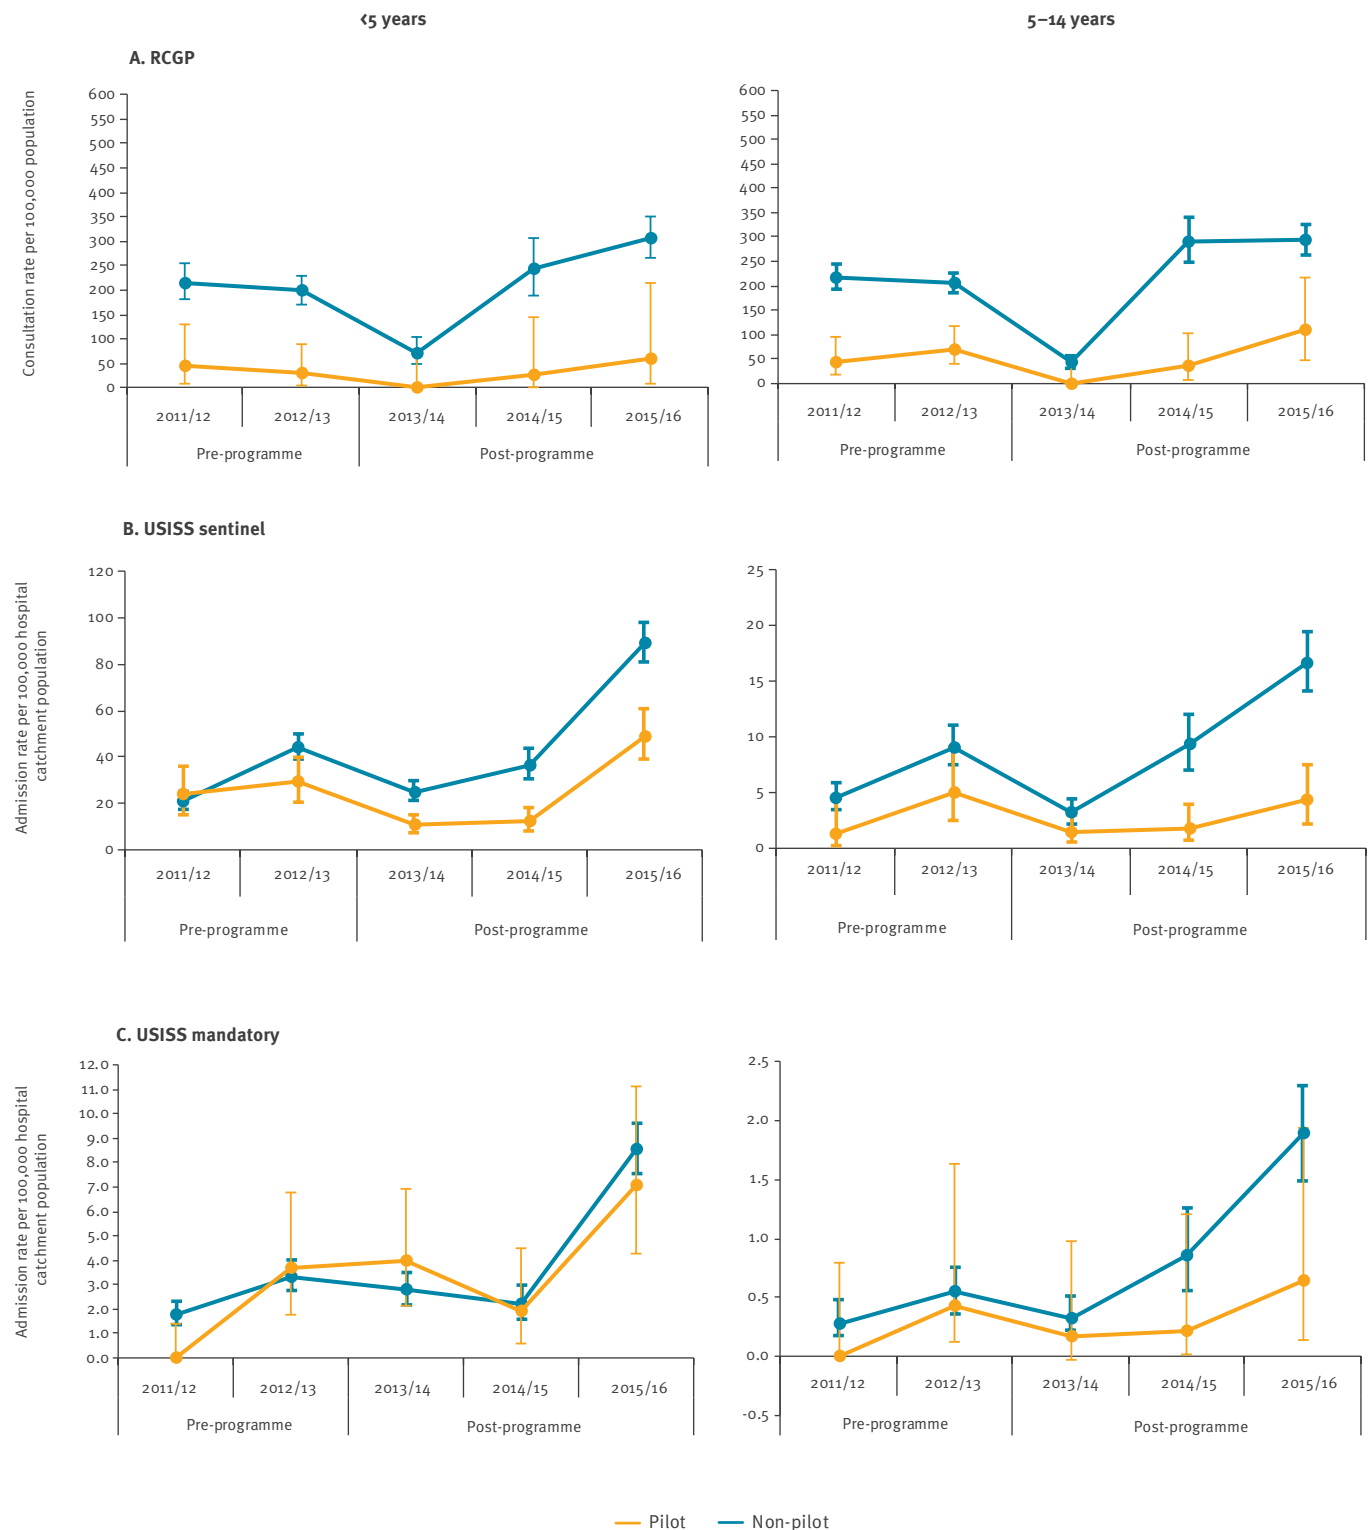 <5 years
5–14 years
A. RCGP
Consultation rate per 100,000 population
600
550
500
450
400
350
300
250
200
150
100
50
0
2011/12 2012/13 2013/14 2014/15 2015/16
Pre-programme Post-programme
600
550
500
450
400
350
300
250
200
150
100
50
0
2011/12 2012/13 2013/14 2014/15 2015/16
Pre-programme Post-programme
B. USISS sentinel
Admission rate per 100,000 hospital
catchment population
120
100
80
60
40
20
0
2011/12 2012/13 2013/14 2014/15 2015/16
Pre-programme Post-programme
25
20
15
10
5
0
2011/12 2012/13 2013/14 2014/15 2015/16
Pre-programme Post-programme
C. USISS mandatory
Admission rate per 100,000 hospital
catchment population
12.0
11.0
10.0
9.0
8.0
7.0
6.0
5.0
4.0
3.0
2.0
1.0
0.0
2011/12 2012/13 2013/14 2014/15 2015/16
Pre-programme Post-programme
2.5
2.0
1.5
1.0
0.5
0.0
-0.5
2011/12 2012/13 2013/14 2014/15 2015/16
Pre-programme Post-programme
Pilot Non-pilot